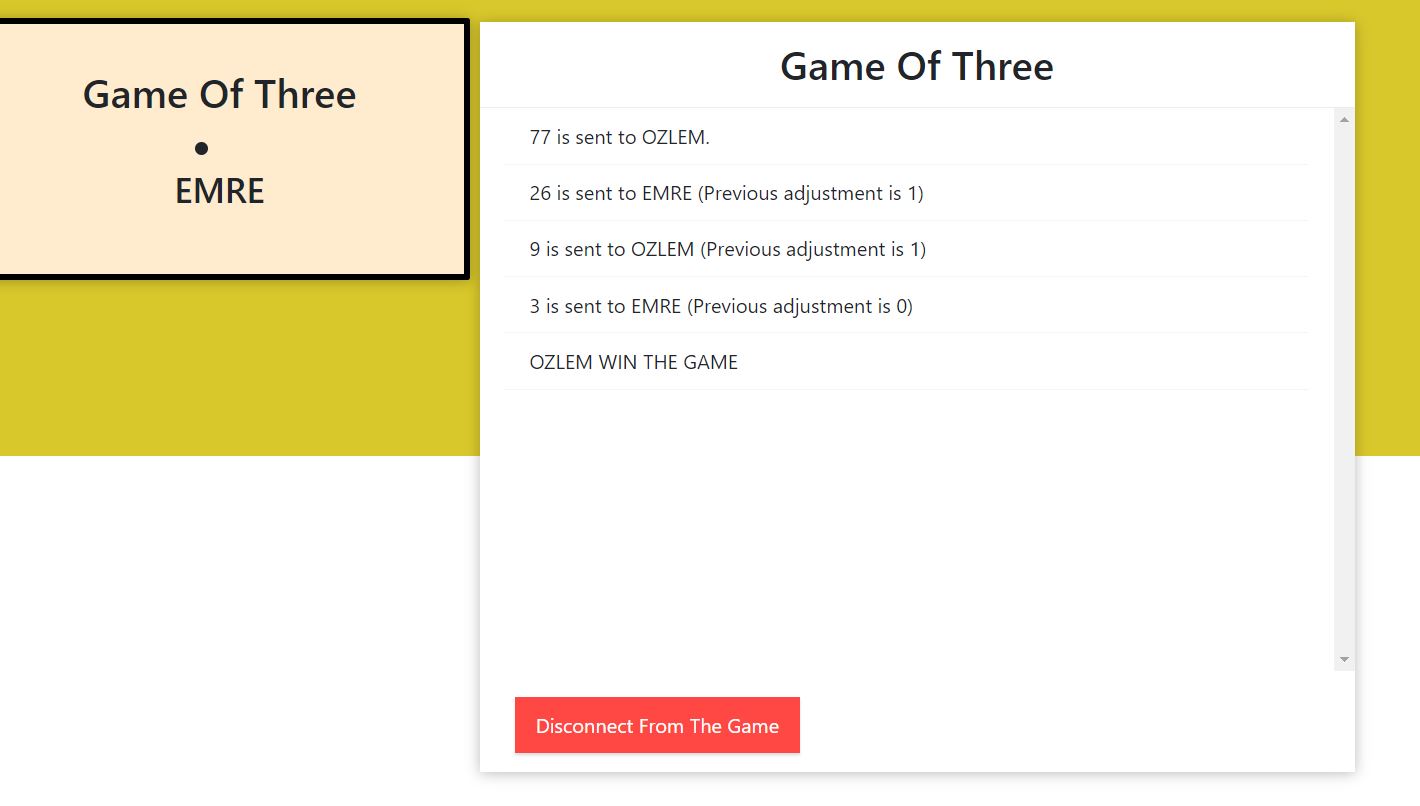 Game Of Three
EMRE
Game Of Three
77 is sent to OZLEM.
26 is sent to EMRE (Previous adjustment is 1)
9 is sent to OZLEM (Previous adjustment is 1)
3 is sent to EMRE (Previous adjustment is 0)
OZLEM WIN THE GAME
Disconnect From The Game